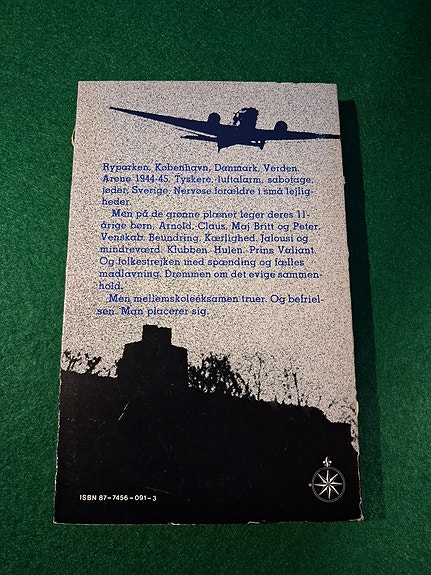 Ryparken, København, Danmark, Verden.
Årene 1944-45. Tyskere, luftalarm, sabotage,
jøder, Sverige. Nervøse forældre i små lejlig-
heder.
Men på de grønne plæner leger deres 11-
årige børn, Arnold, Claus, Maj Britt og Peter.
Venskab. Beundring. Kærlighed. Jalousi og
mindreværd. Klubben. Hulen. Prins Valiant.
Og folkestrejken med spænding og fælles
madlavning. Drømmen om det evige sammen-
hold.
Men mellemskoleeksamen truer. Og befriel-
sen. Man placerer sig.
ISBN 87-7456-091-3